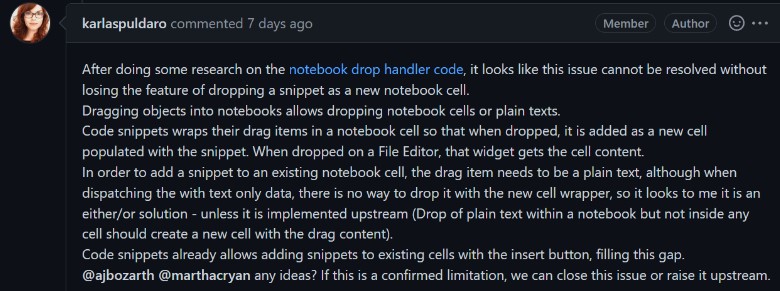 karlaspuldaro commented 7 days ago Member Author
After doing some research on the notebook drop handler code, it looks like this issue cannot be resolved without
losing the feature of dropping a snippet as a new notebook cell.
Dragging objects into notebooks allows dropping notebook cells or plain texts.
Code snippets wraps their drag items in a notebook cell so that when dropped, it is added as a new cell
populated with the snippet. When dropped on a File Editor, that widget gets the cell content.
In order to add a snippet to an existing notebook cell, the drag item needs to be a plain text, although when
dispatching the with text only data, there is no way to drop it with the new cell wrapper, so it looks to me it is an
either/or solution - unless it is implemented upstream (Drop of plain text within a notebook but not inside any
cell should create a new cell with the drag content).
Code snippets already allows adding snippets to existing cells with the insert button, filling this gap.
@ajbozarth @marthacryan any ideas? If this is a confirmed limitation, we can close this issue or raise it upstream.